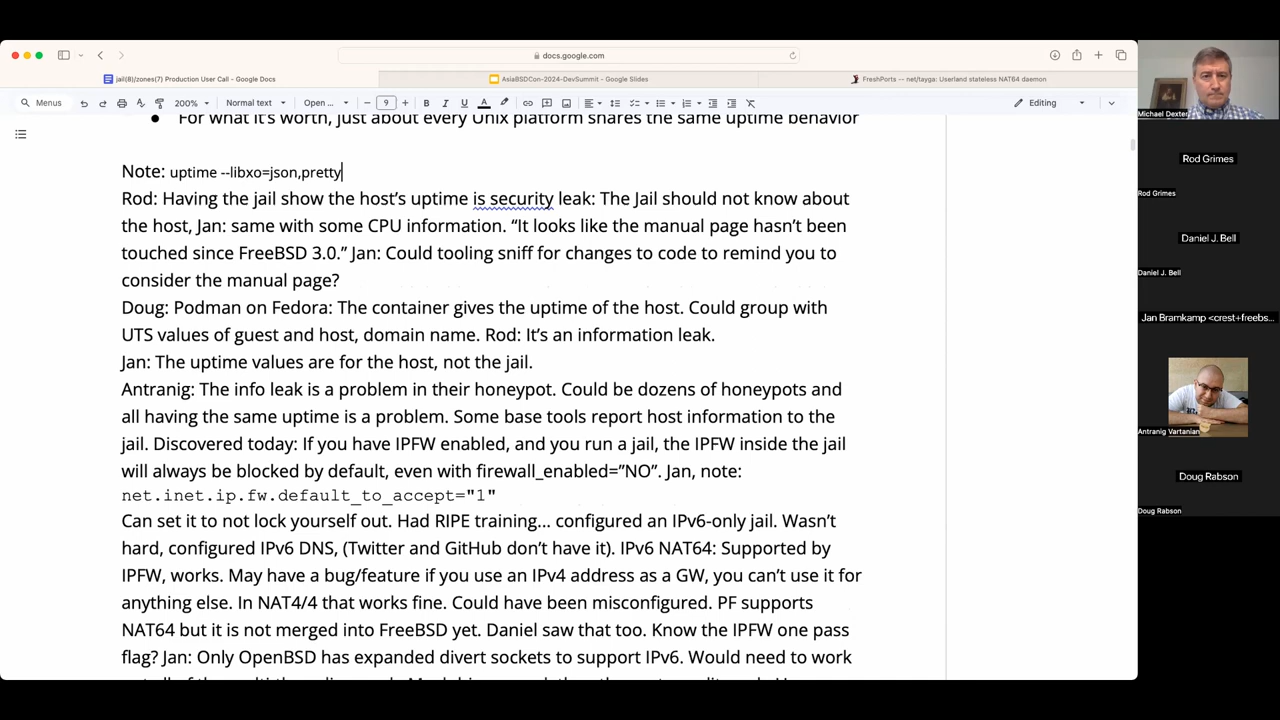 docs.google.com
jail(8)/zones(7) Production User Call - Google Docs
AsiaBSDCon-2024-DevSummit - Google Slides
FreshPorts -- net/tayga: Userland stateless NAT64 daemon
Menus
200%
Normal text
Open ...
9
Editing
For what it's worth, just about every Unix platform shares the same uptime behavior
Note: uptime --libxo=json,pretty
Rod: Having the jail show the host's uptime is security leak: The Jail should not know about
the host, Jan: same with some CPU information. “It looks like the manual page hasn't been
touched since FreeBSD 3.0.” Jan: Could tooling sniff for changes to code to remind you to
consider the manual page?
Doug: Podman on Fedora: The container gives the uptime of the host. Could group with
UTS values of guest and host, domain name. Rod: It's an information leak.
Jan: The uptime values are for the host, not the jail.
Antranig: The info leak is a problem in their honeypot. Could be dozens of honeypots and
all having the same uptime is a problem. Some base tools report host information to the
jail. Discovered today: If you have IPFW enabled, and you run a jail, the IPFW inside the jail
will always be blocked by default, even with firewall_enabled=”NO”. Jan, note:
net.inet.ip.fw.default_to_accept="1"
Can set it to not lock yourself out. Had RIPE training... configured an IPv6-only jail. Wasn't
hard, configured IPv6 DNS, (Twitter and GitHub don't have it). IPv6 NAT64: Supported by
IPFW, works. May have a bug/feature if you use an IPv4 address as a GW, you can't use it for
anything else. In NAT4/4 that works fine. Could have been misconfigured. PF supports
NAT64 but it is not merged into FreeBSD yet. Daniel saw that too. Know the IPFW one pass
flag? Jan: Only OpenBSD has expanded divert sockets to support IPv6. Would need to work
Michael Dexter
Rod Grimes
Rod Grimes
Daniel J. Bell
Daniel J. Bell
Jan Bramkamp <crest+freebs...
Antranig Vartanian
Doug Rabson
Doug Rabson